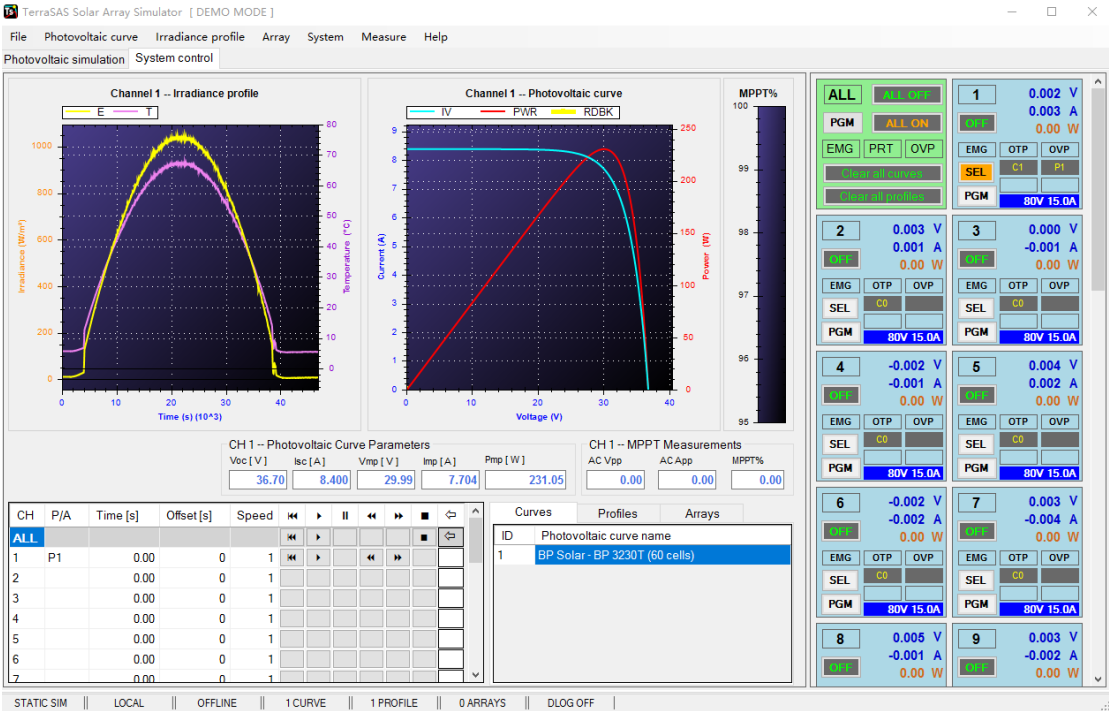 TerraSAS Solar Array Simulator [ DEMO MODE ]
File Photovoltaic curve Irradiance profile Array System Measure Help
Photovoltaic simulation System control
Channel 1 -- Irradiance profile
E T
1000
800
600
400
200
0
Irradiance (W/m²)
80
70
60
50
40
30
20
10
0
Temperature (°C)
0 10 20 30 40
Time (s) (10^3)
Channel 1 -- Photovoltaic curve
IV PWR RDBK
9
8
7
6
5
4
3
2
1
0
Current (A)
250
200
150
100
50
0
Power (W)
0 10 20 30 40
Voltage (V)
MPPT%
100
99
98
97
96
95
CH 1 -- Photovoltaic Curve Parameters
Voc [ V ] Isc [ A ] Vmp [ V ] Imp [ A ] Pmp [ W ]
36.70 8.400 29.99 7.704 231.05
CH 1 -- MPPT Measurements
AC Vpp AC App MPPT%
0.00 0.00 0.00
CH P/A Time [s] Offset [s] Speed
ALL
1 P1 0.00 0 1
2 0.00 0 1
3 0.00 0 1
4 0.00 0 1
5 0.00 0 1
6 0.00 0 1
7 0.00 0 1
Curves Profiles Arrays
ID Photovoltaic curve name
1 BP Solar - BP 3230T (60 cells)
ALL ALL OFF
PGM ALL ON
EMG PRT OVP
Clear all curves
Clear all profiles
1 0.002 V
0.003 A
OFF 0.00 W
EMG OTP OVP
SEL C1 P1
PGM 80V 15.0A
2 0.003 V
0.001 A
OFF 0.00 W
EMG OTP OVP
SEL C0
PGM 80V 15.0A
3 0.000 V
-0.001 A
OFF 0.00 W
EMG OTP OVP
SEL C0
PGM 80V 15.0A
4 -0.002 V
-0.001 A
OFF 0.00 W
EMG OTP OVP
SEL C0
PGM 80V 15.0A
5 0.004 V
0.002 A
OFF 0.00 W
EMG OTP OVP
SEL C0
PGM 80V 15.0A
6 -0.002 V
-0.002 A
OFF 0.00 W
EMG OTP OVP
SEL C0
PGM 80V 15.0A
7 0.003 V
-0.004 A
OFF 0.00 W
EMG OTP OVP
SEL C0
PGM 80V 15.0A
8 0.005 V
-0.001 A
OFF 0.00 W
9 0.003 V
-0.002 A
OFF 0.00 W
STATIC SIM LOCAL OFFLINE 1 CURVE 1 PROFILE 0 ARRAYS DLOG OFF